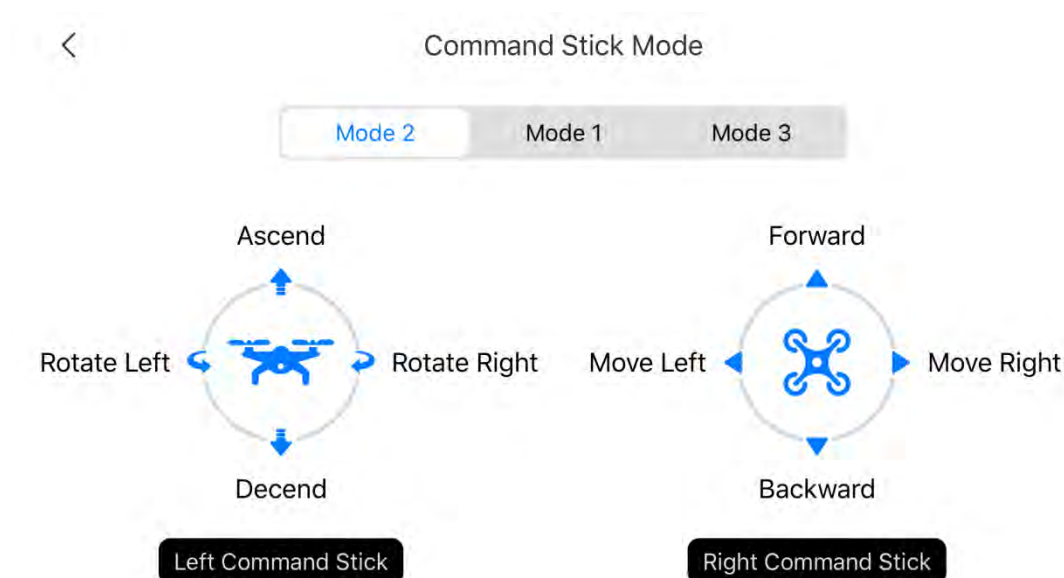 Command Stick Mode
Mode 2 Mode 1 Mode 3
Ascend Forward
Rotate Left Rotate Right Move Left Move Right
Decend Backward
Left Command Stick Right Command Stick